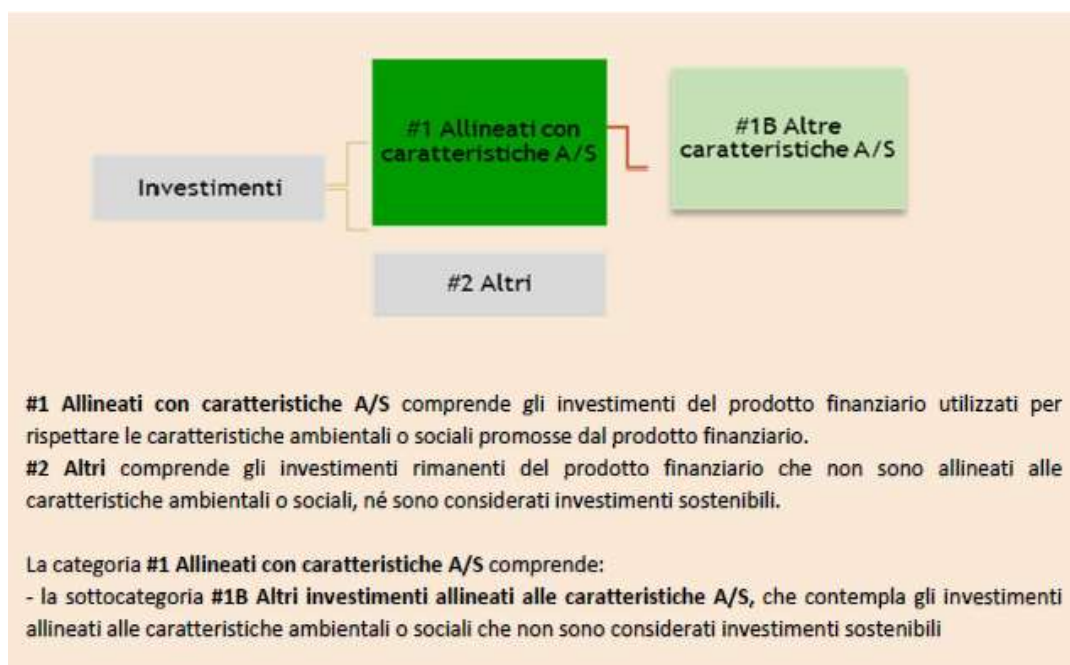 #1 Allineati con
caratteristiche A/S
#1B Altre
caratteristiche A/S
Investimenti
#2 Altri
#1 Allineati con caratteristiche A/S comprende gli investimenti del prodotto finanziario utilizzati per
rispettare le caratteristiche ambientali o sociali promosse dal prodotto finanziario.
#2 Altri comprende gli investimenti rimanenti del prodotto finanziario che non sono allineati alle
caratteristiche ambientali o sociali, né sono considerati investimenti sostenibili.
La categoria #1 Allineati con caratteristiche A/S comprende:
- la sottocategoria #1B Altri investimenti allineati alle caratteristiche A/S, che contempla gli investimenti
allineati alle caratteristiche ambientali o sociali che non sono considerati investimenti sostenibili